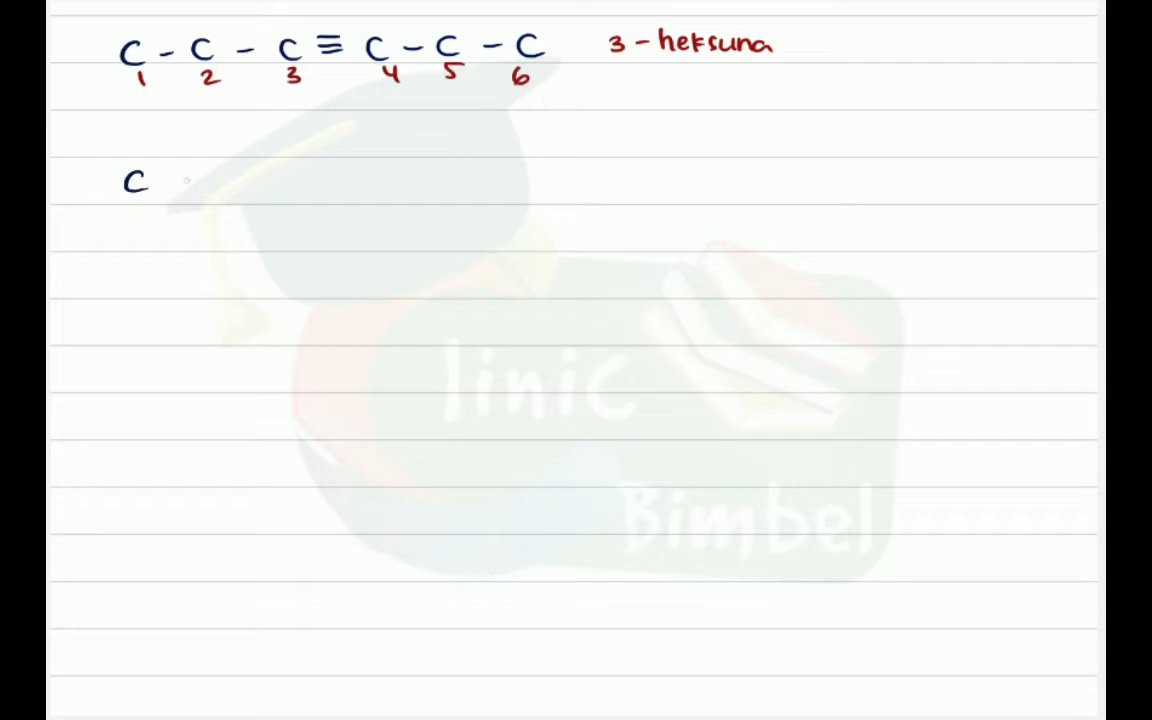 C - C - C ≡ C - C - C 3 - heksuna
1 2 3 4 5 6
C
linic
Bimbel